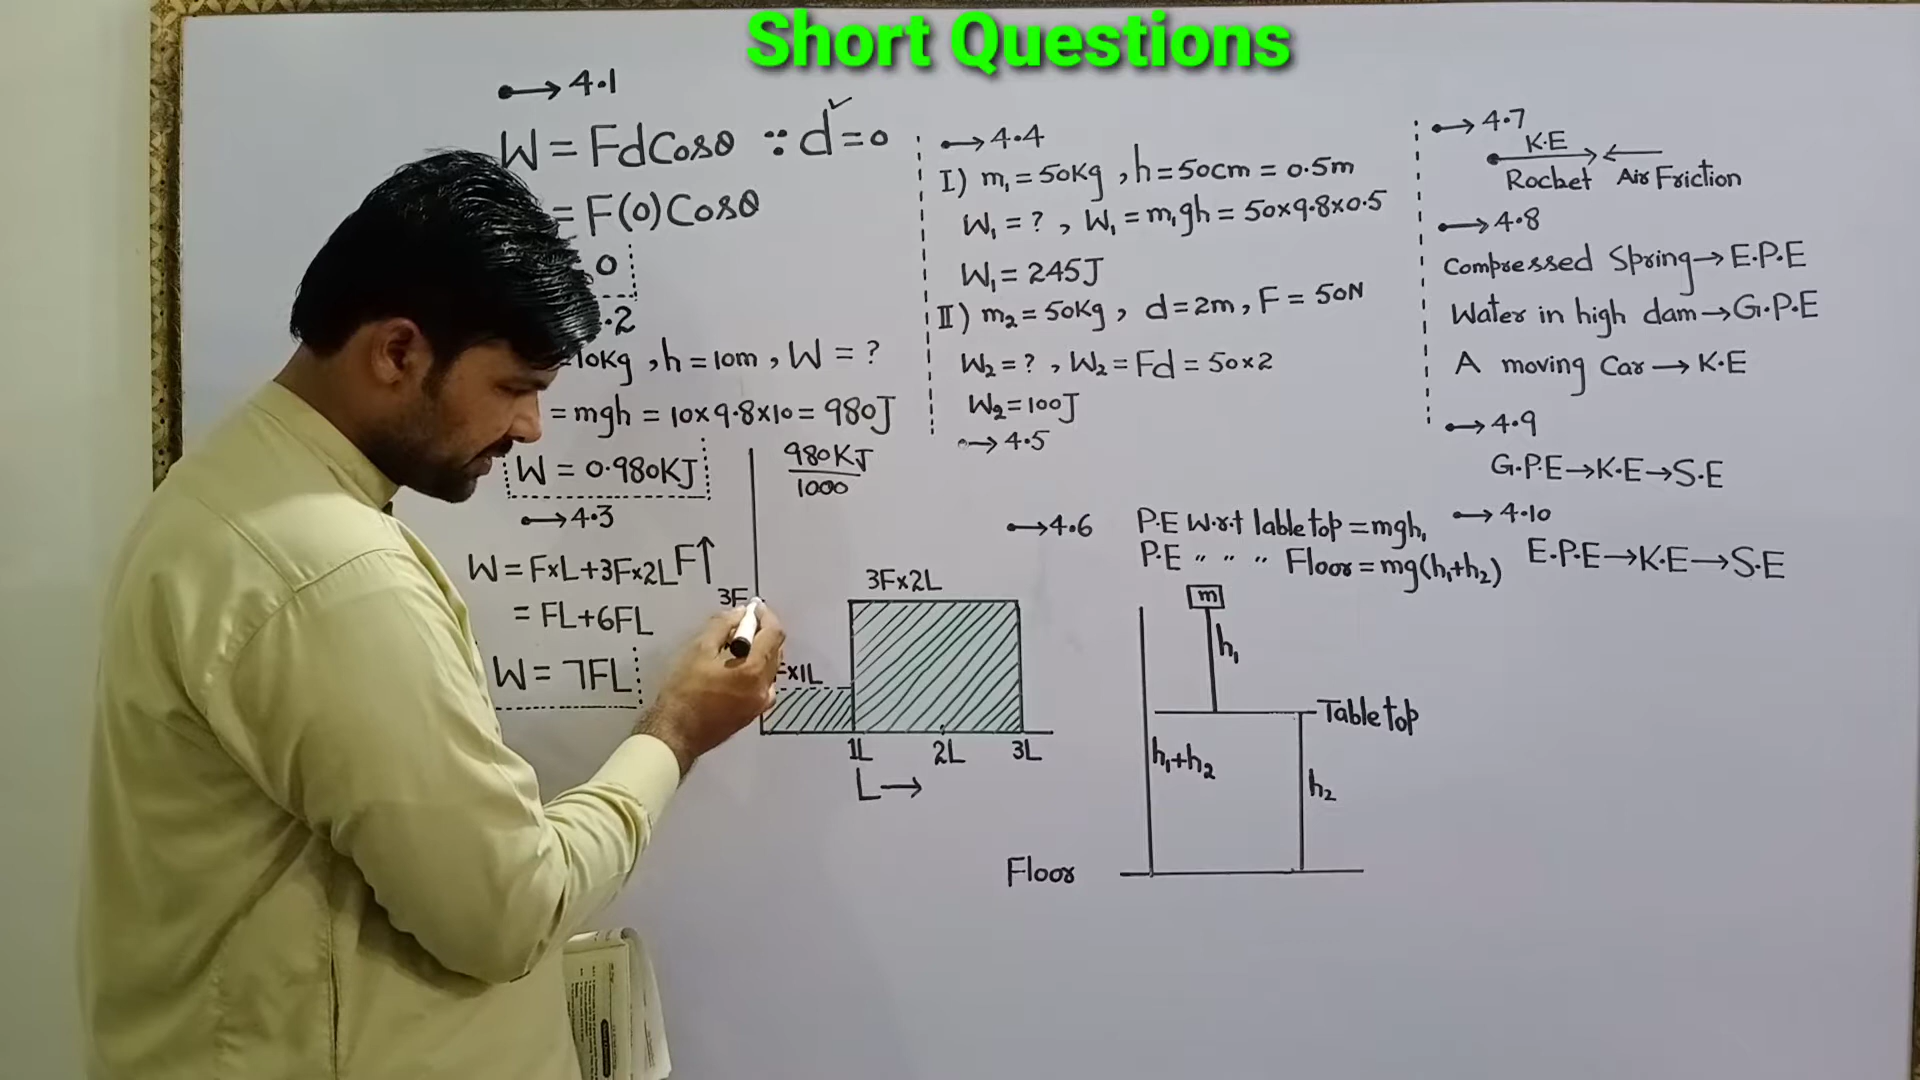 Short Questions
•→ 4.1
W = FdCosθ ∵ d = 0
= F(0)Cosθ
0
.2
=10Kg, h = 10m, W = ?
= mgh = 10×9.8×10 = 980J
W = 0.980KJ
980KJ
1000
•→ 4.3
W = F×L+3F×2L
= FL+6FL
W = 7FL
F↑
3F
F×1L
3F×2L
1L 2L 3L
L→
•→ 4.4
I) m₁ = 50Kg, h = 50cm = 0.5m
W₁ = ?, W₁ = m₁gh = 50×9.8×0.5
W₁ = 245J
II) m₂ = 50Kg, d = 2m, F = 50N
W₂ = ?, W₂ = Fd = 50×2
W₂ = 100J
•→ 4.5
•→ 4.6
P.E W.r.t lable top = mgh₁
P.E " " " Floor = mg(h₁+h₂)
m
h₁
Table top
h₁+h₂
h₂
Floor
•→ 4.7
K.E
Rocket Air Friction
•→ 4.8
Compressed Spring→E.P.E
Water in high dam→G.P.E
A moving Car→K.E
•→ 4.9
G.P.E→K.E→S.E
•→ 4.10
E.P.E→K.E→S.E